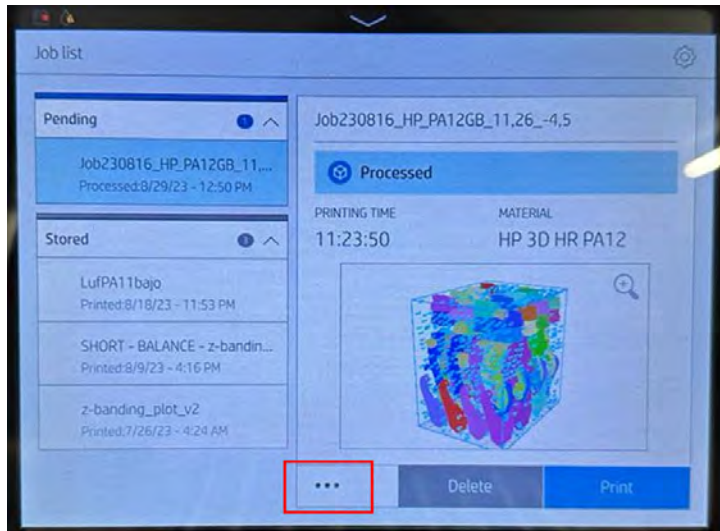 Job list
Pending
1
Job230816_HP_PA12GB_11,...
Processed:8/29/23 - 12:50 PM
Stored
3
LufPA11bajo
Printed:8/18/23 - 11:53 PM
SHORT - BALANCE - z-bandin...
Printed:8/9/23 - 4:16 PM
z-banding_plot_v2
Printed:7/26/23 - 4:24 AM
Job230816_HP_PA12GB_11,26_-4,5
Processed
PRINTING TIME
MATERIAL
11:23:50
HP 3D HR PA12
•••
Delete
Print